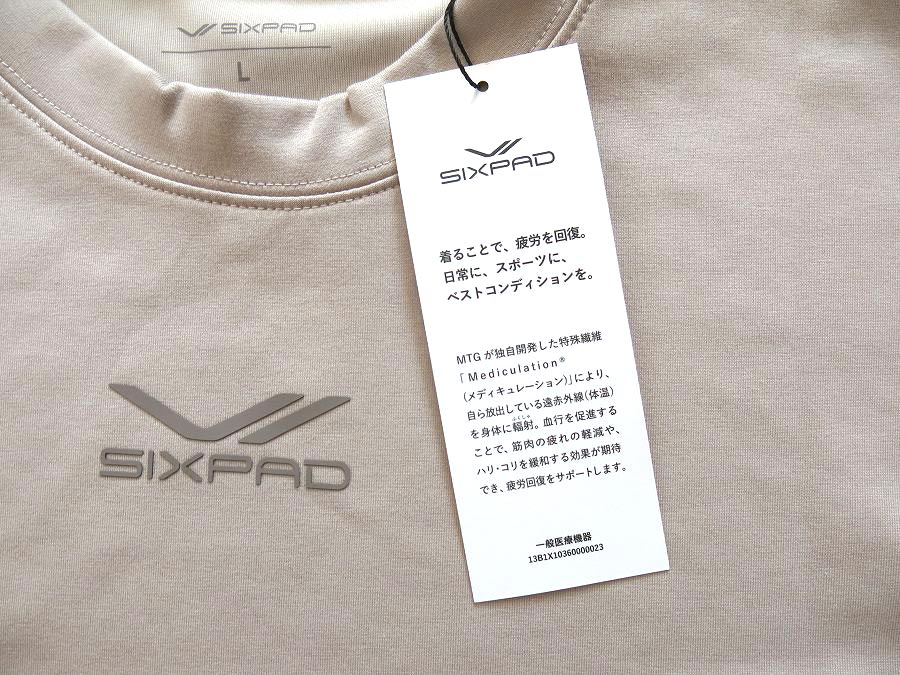 SIXPAD
L
SIXPAD
着ることで、疲労を回復。
日常に、スポーツに、
ベストコンディションを。
MTG が独自開発した特殊繊維
「Mediculation®
(メディキュレーション)」により、
自ら放出している遠赤外線(体温)
を身体に輻射。血行を促進する
ふくしゃ
ことで、筋肉の疲れの軽減や、
ハリ・コリを緩和する効果が期待
でき、疲労回復をサポートします。
一般医療機器
13B1X10360000023
SIXPAD